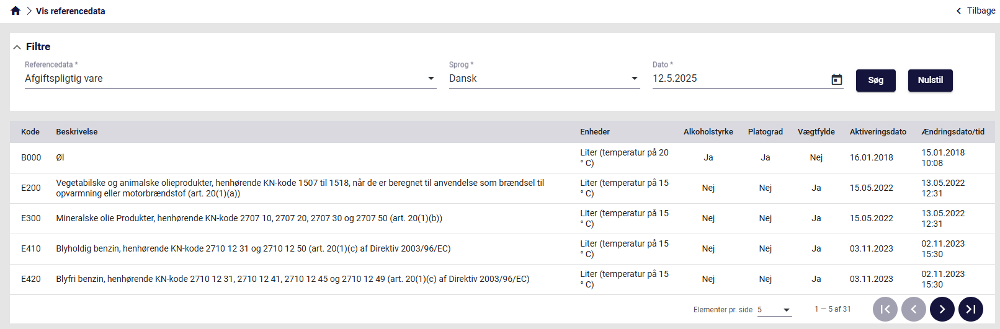 Vis referencedata
Tilbage
Filtre
Referencedata *
Sprog *
Dato *
Afgiftspligtig vare
Dansk
12.5.2025
Søg
Nulstil
Kode Beskrivelse Enheder Alkoholstyrke Platograd Vægtfylde Aktiveringsdato Ændringsdato/tid
B000 Øl Liter (temperatur på 20 ° C) Ja Ja Nej 16.01.2018 15.01.2018 10:08
E200 Vegetabilske og animalske olieprodukter, henhørende KN-kode 1507 til 1518, når de er beregnet til anvendelse som brændsel til
opvarmning eller motorbrændstof (art. 20(1)(a)) Liter (temperatur på 15 ° C) Nej Nej Ja 15.05.2022 13.05.2022 12:31
E300 Mineralske olie Produkter, henhørende KN-kode 2707 10, 2707 20, 2707 30 og 2707 50 (art. 20(1)(b)) Liter (temperatur på 15 ° C) Nej Nej Ja 15.05.2022 13.05.2022 12:31
E410 Blyholdig benzin, henhørende KN-kode 2710 12 31 og 2710 12 50 (art. 20(1)(c) af Direktiv 2003/96/EC) Liter (temperatur på 15 ° C) Nej Nej Ja 03.11.2023 02.11.2023 15:30
E420 Blyfri benzin, henhørende KN-kode 2710 12 31, 2710 12 41, 2710 12 45 og 2710 12 49 (art. 20(1)(c) af Direktiv 2003/96/EC) Liter (temperatur på 15 ° C) Nej Nej Ja 03.11.2023 02.11.2023 15:30
Elementer pr. side 5 1 – 5 af 31